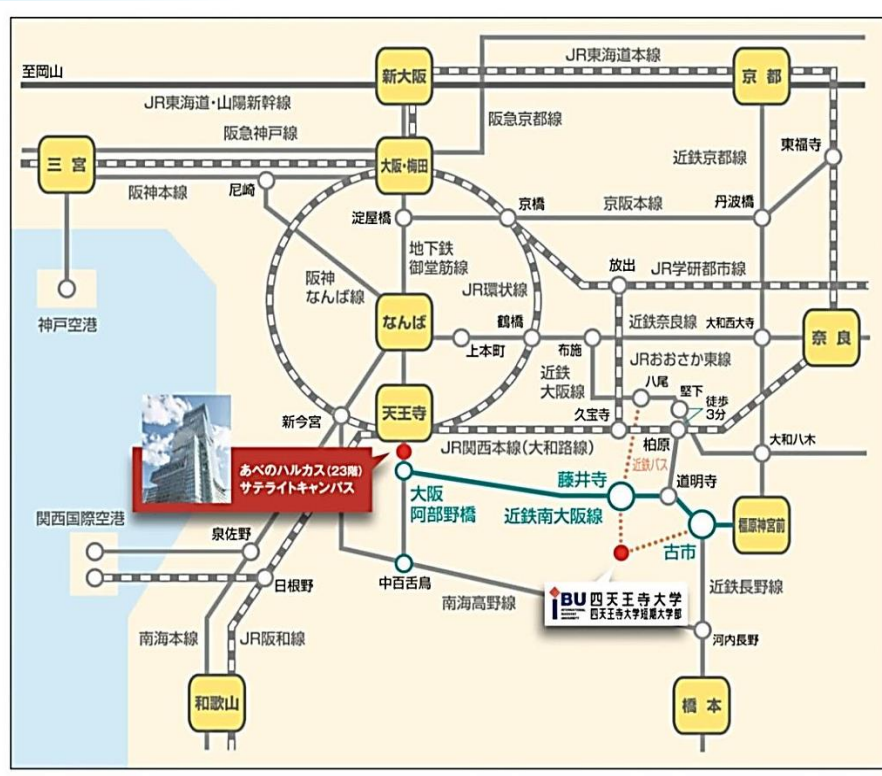 JR東海道本線
新大阪
京都
至岡山
JR東海道・山陽新幹線
阪急京都線
阪急神戸線
東福寺
近鉄京都線
三宮
大阪・梅田
尼崎
阪神本線
京橋
京阪本線
丹波橋
淀屋橋
地下鉄
御堂筋線
放出
JR学研都市線
阪神
なんば線
JR環状線
神戸空港
なんば
鶴橋
近鉄奈良線
大和西大寺
奈良
上本町
布施
JRおおさか東線
近鉄
大阪線
八尾
堅下
徒歩
3分
天王寺
新今宮
久宝寺
柏原
大和八木
JR関西本線(大和路線)
近鉄バス
あべのハルカス(23階)
サテライトキャンパス
大阪
阿部野橋
藤井寺
道明寺
近鉄南大阪線
橿原神宮前
古市
関西国際空港
泉佐野
日根野
中百舌鳥
南海高野線
近鉄長野線
IBU 四天王寺大学
四天王寺大学短期大学部
南海本線
JR阪和線
河内長野
和歌山
橋本